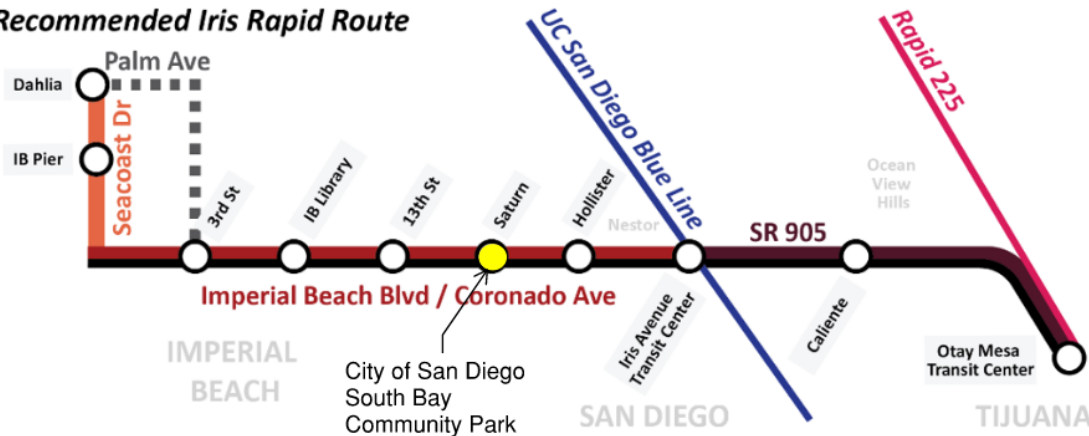 Recommended Iris Rapid Route
Palm Ave
Dahlia
IB Pier
Seacoast Dr
3rd St
IB Library
13th St
Saturn
Hollister
Nestor
UC San Diego Blue Line
SR 905
Ocean
View
Hills
Rapid 225
Imperial Beach Blvd / Coronado Ave
Iris Avenue
Transit Center
Caliente
Otay Mesa
Transit Center
IMPERIAL
BEACH
City of San Diego
South Bay
Community Park
SAN DIEGO
TIJUANA